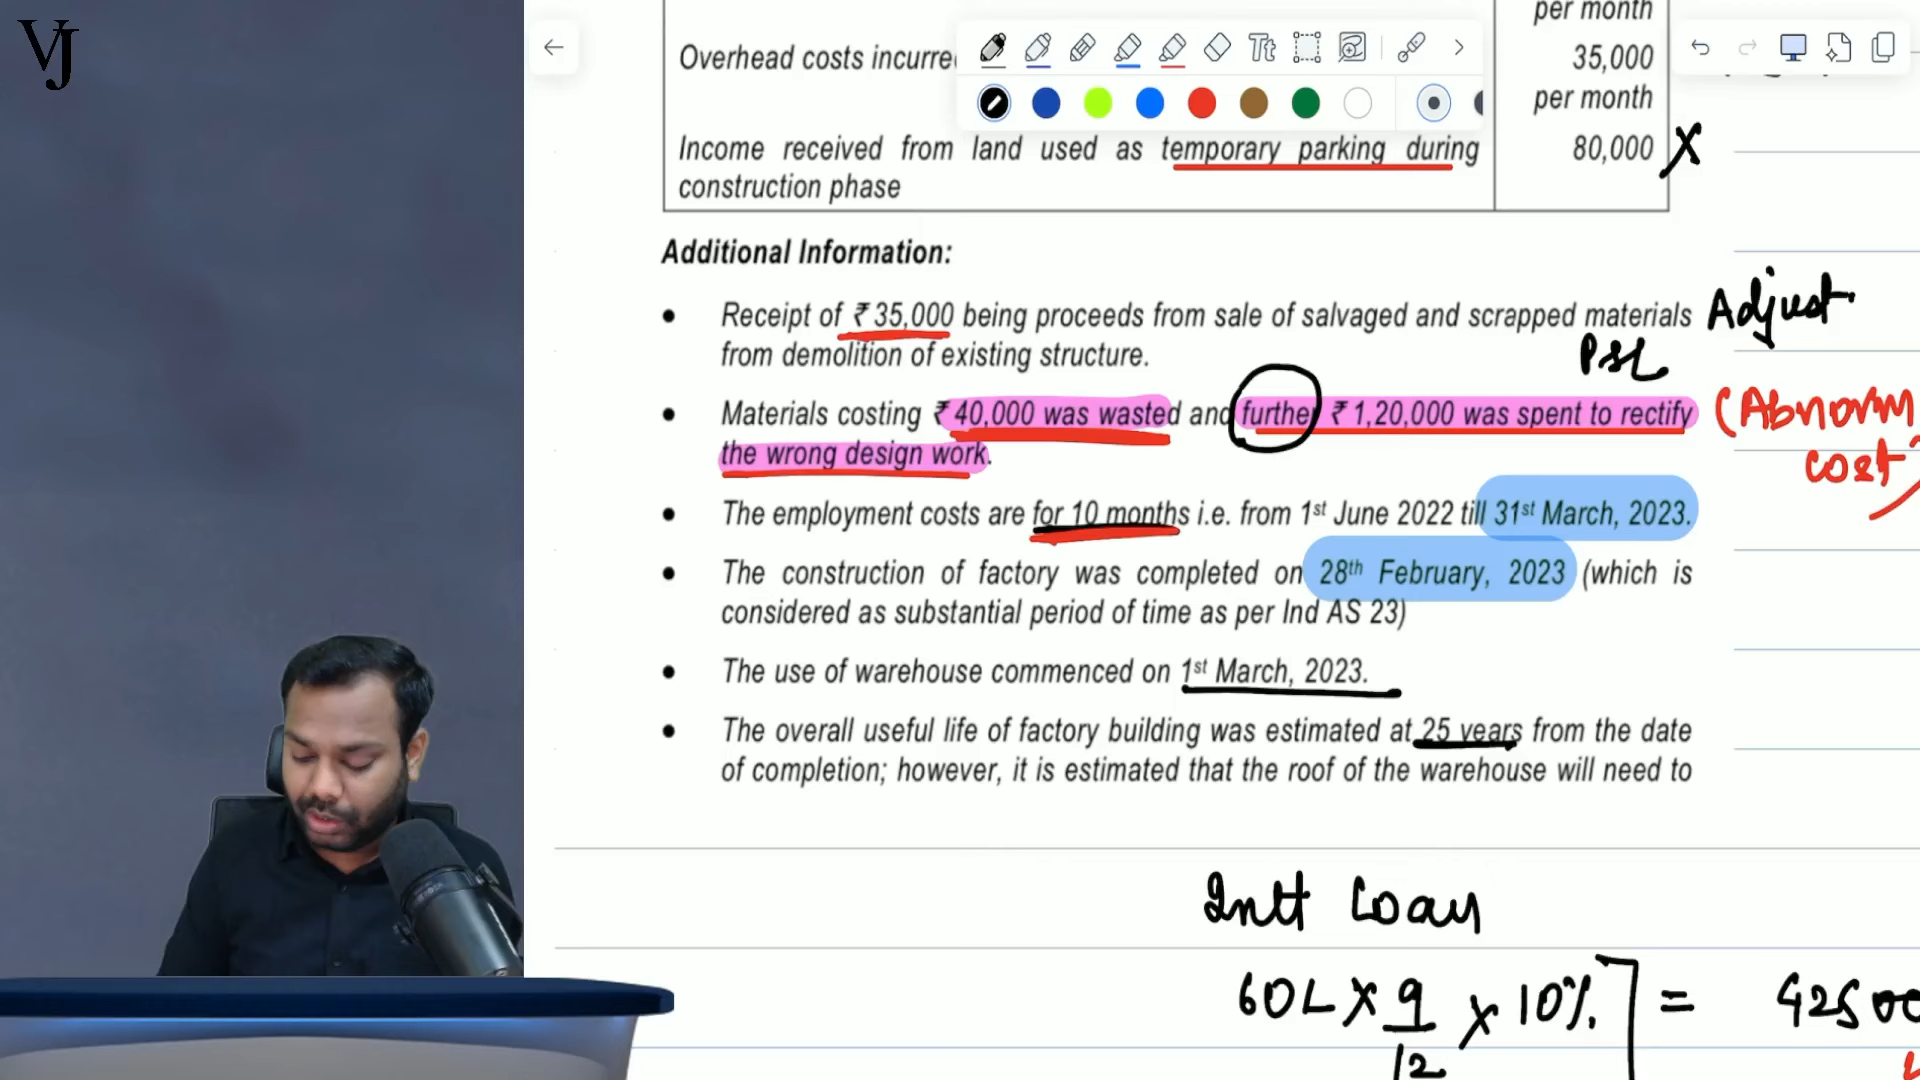 VJ
per month
Overhead costs incurre
35,000
per month
Income received from land used as temporary parking during
80,000 X
construction phase
Additional Information:
• Receipt of ₹ 35,000 being proceeds from sale of salvaged and scrapped materials
Adjust
from demolition of existing structure.
P&L
• Materials costing ₹ 40,000 was wasted and further ₹ 1,20,000 was spent to rectify
(Abnorm
the wrong design work.
cost
• The employment costs are for 10 months i.e. from 1st June 2022 till 31st March, 2023.
• The construction of factory was completed on 28th February, 2023 (which is
considered as substantial period of time as per Ind AS 23)
• The use of warehouse commenced on 1st March, 2023.
• The overall useful life of factory building was estimated at 25 years from the date
of completion; however, it is estimated that the roof of the warehouse will need to
Intt Loan
60L X 9/12 X 10% ] = 42500